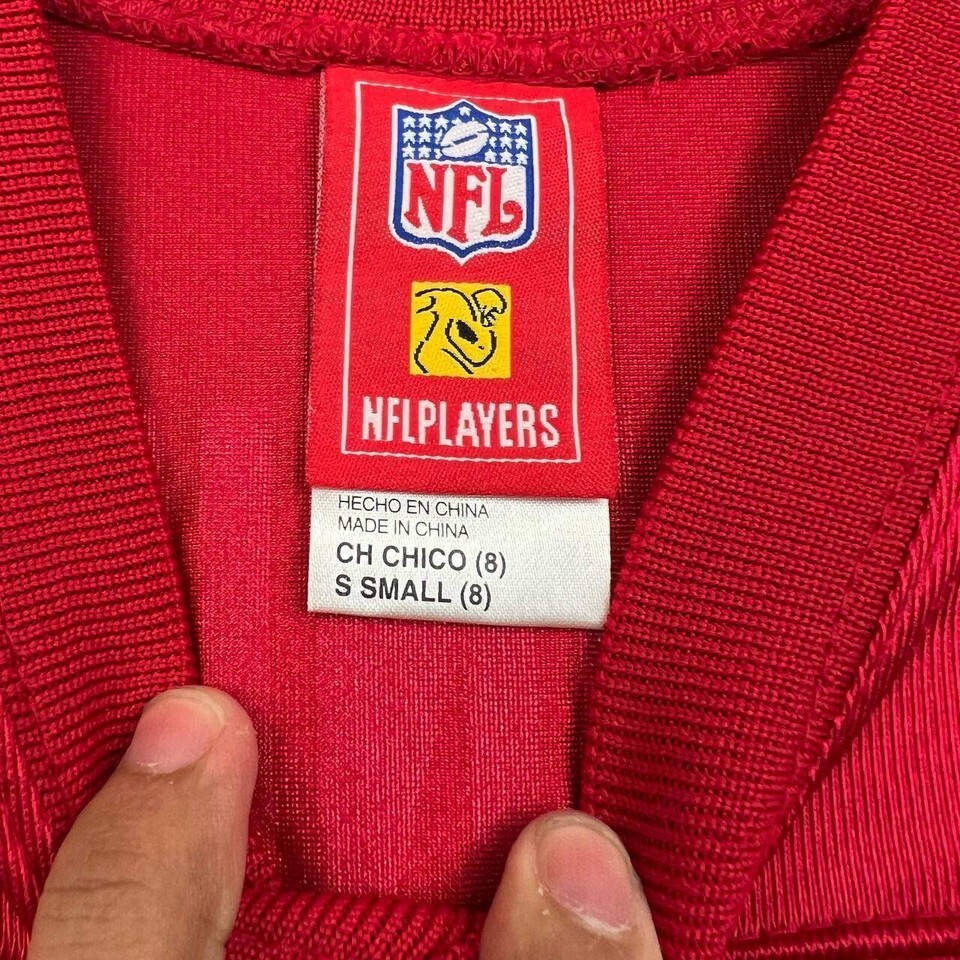 NFL
NFLPLAYERS
HECHO EN CHINA
MADE IN CHINA
CH CHICO (8)
S SMALL (8)